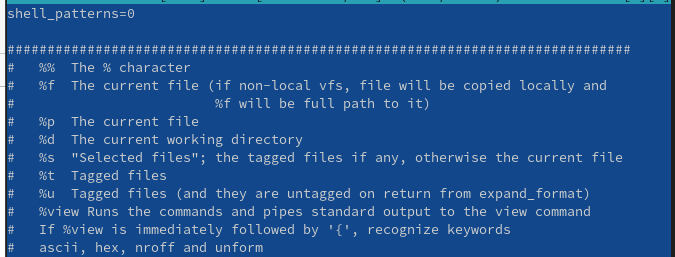 shell_patterns=0
##############################################################################
#   %%  The % character
#   %f  The current file (if non-local vfs, file will be copied locally and
#                         %f will be full path to it)
#   %p  The current file
#   %d  The current working directory
#   %s  "Selected files"; the tagged files if any, otherwise the current file
#   %t  Tagged files
#   %u  Tagged files (and they are untagged on return from expand_format)
#   %view Runs the commands and pipes standard output to the view command
#   If %view is immediately followed by '{', recognize keywords
#   ascii, hex, nroff and unform